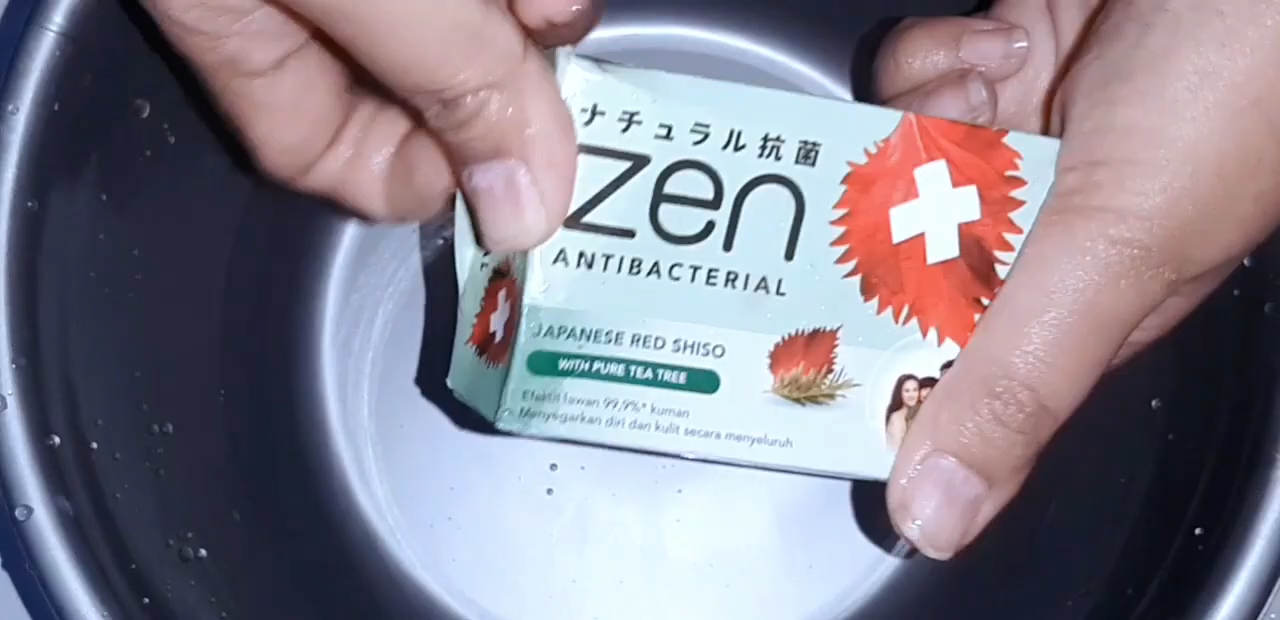 ナチュラル抗菌
zen
ANTIBACTERIAL
JAPANESE RED SHISO
WITH PURE TEA TREE
Efektif lawan 99,9%* kuman
Menyegarkan diri dan kulit secara menyeluruh